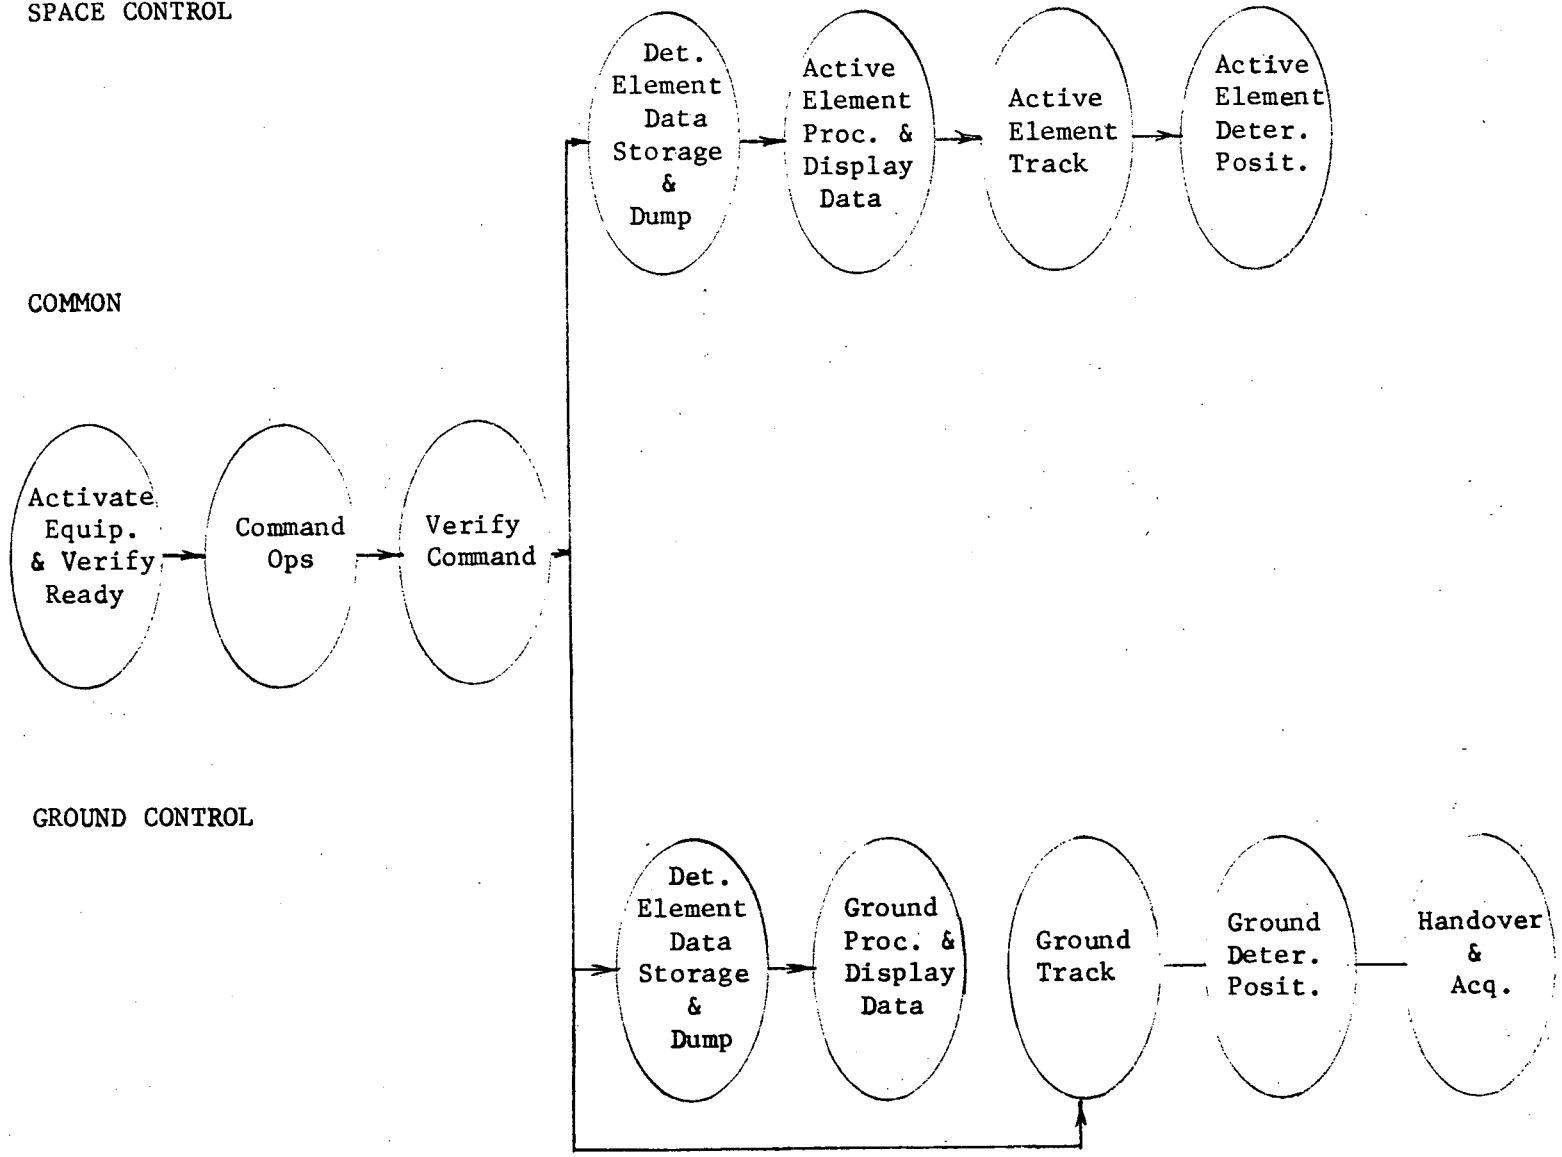 SPACE CONTROL
Det.
Element
Data
Storage
&
Dump
Active
Element
Proc. &
Display
Data
Active
Element
Track
Active
Element
Deter.
Posit.
COMMON
Activate
Equip.
& Verify
Ready
Command
Ops
Verify
Command
GROUND CONTROL
Det.
Element
Data
Storage
&
Dump
Ground
Proc. &
Display
Data
Ground
Track
Ground
Deter.
Posit.
Handover
&
Acq.